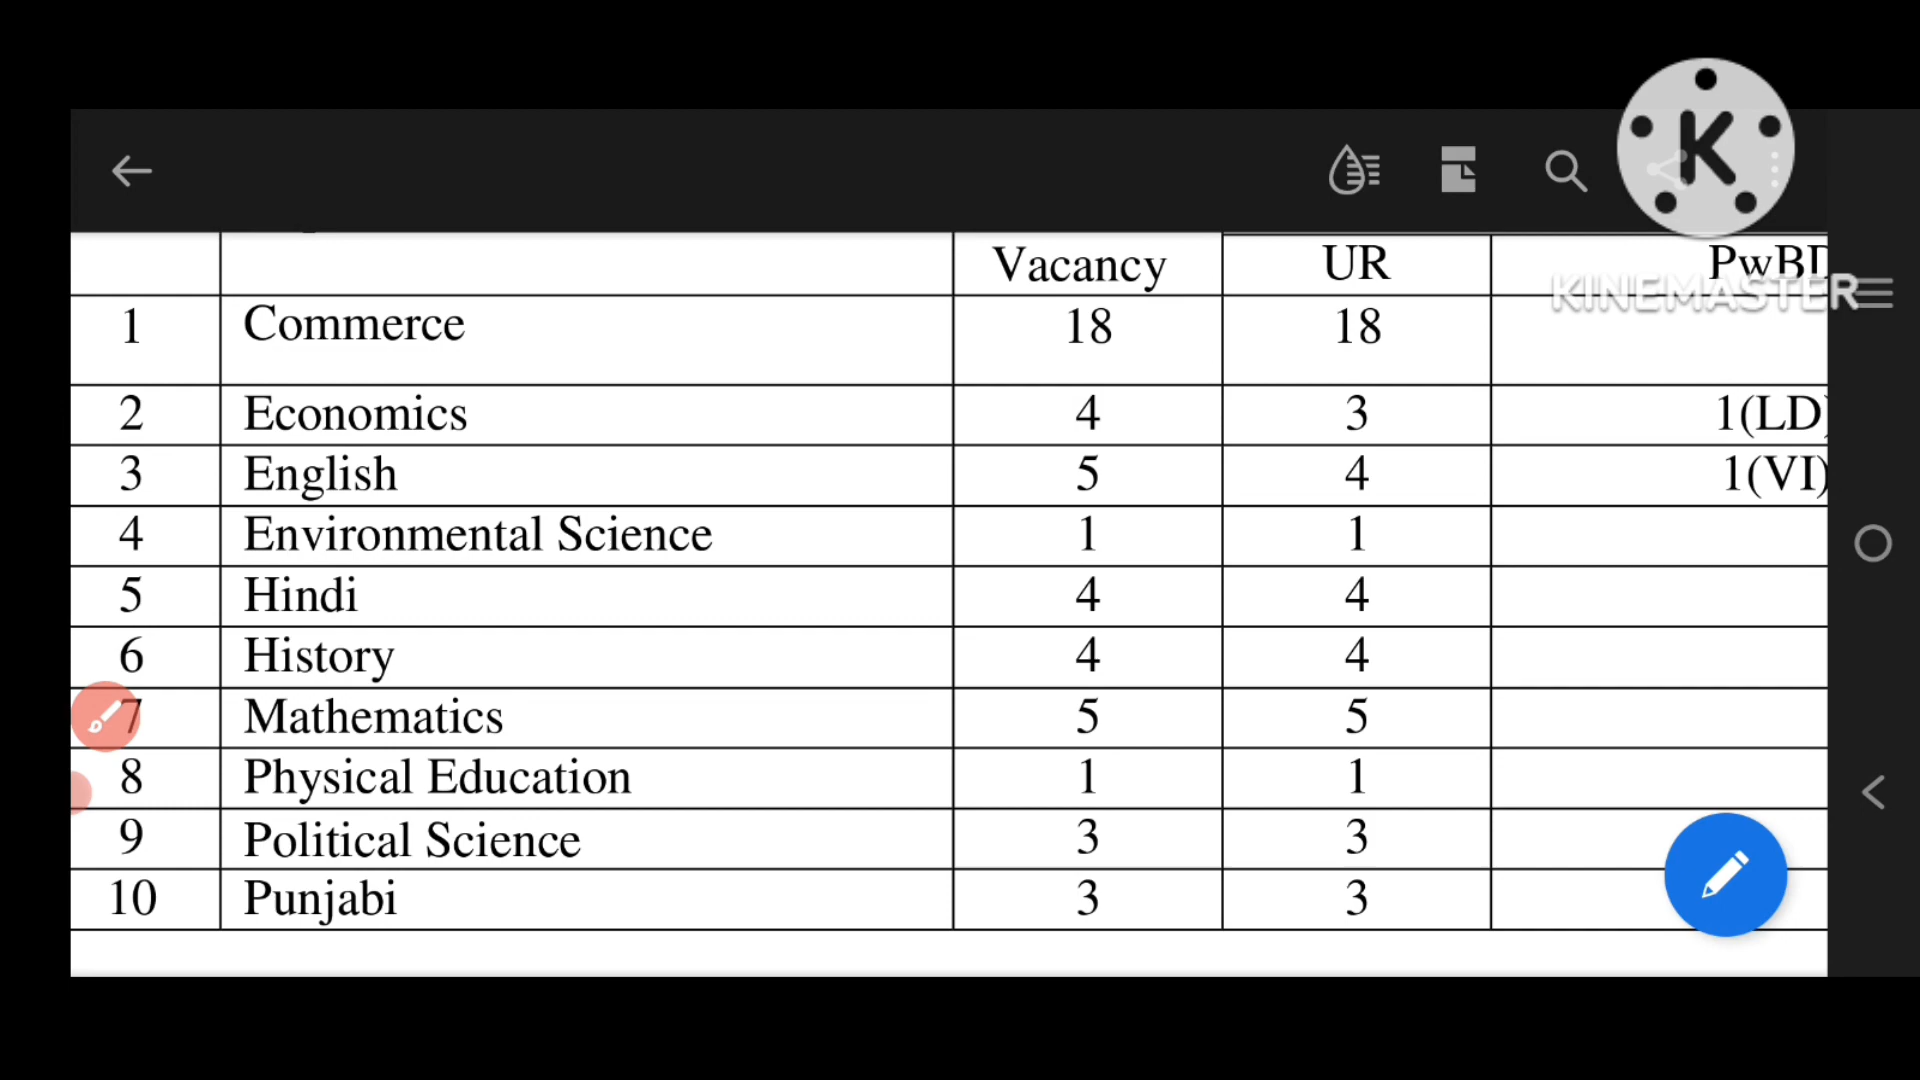 K
KINEMASTER
Vacancy UR PwBD
1 Commerce 18 18
2 Economics 4 3 1(LD)
3 English 5 4 1(VI)
4 Environmental Science 1 1
5 Hindi 4 4
6 History 4 4
7 Mathematics 5 5
8 Physical Education 1 1
9 Political Science 3 3
10 Punjabi 3 3